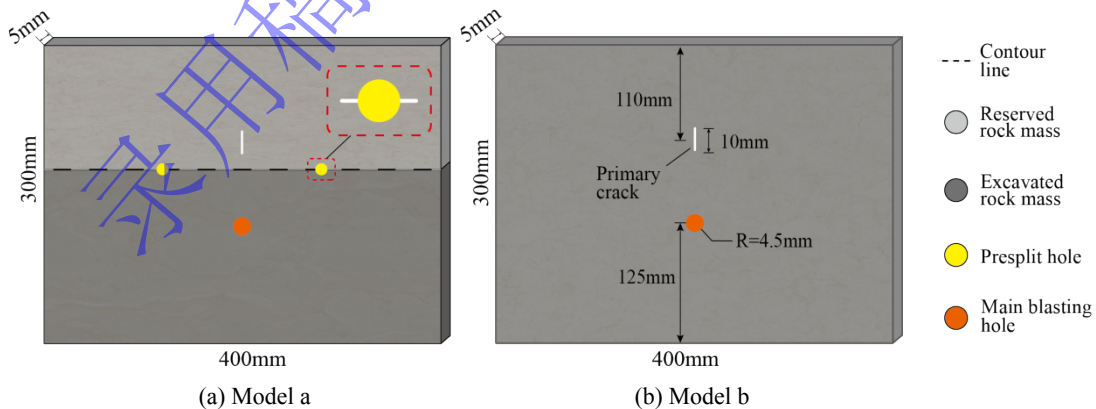 5mm
300mm
400mm
(a) Model a
5mm
110mm
10mm
Primary
crack
R=4.5mm
125mm
300mm
400mm
(b) Model b
Contour
line
Reserved
rock mass
Excavated
rock mass
Presplit hole
Main blasting
hole
录用稿